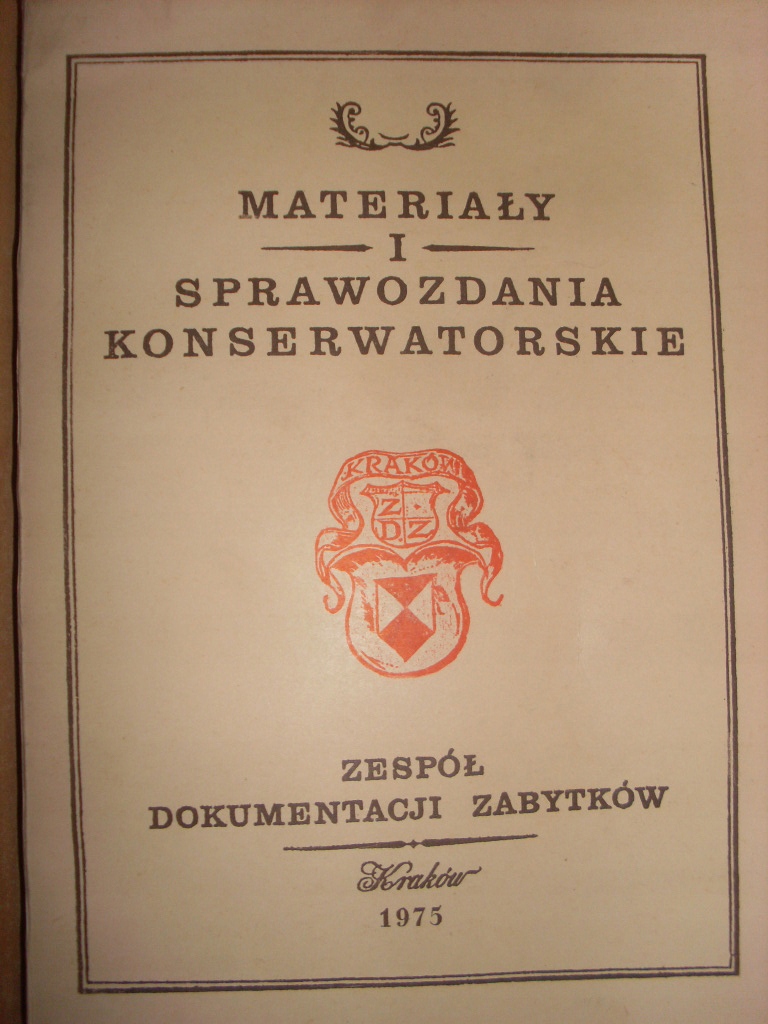 MATERIAŁY
I
SPRAWOZDANIA
KONSERWATORSKIE
KRAKÓW
Z
D Z
ZESPÓŁ
DOKUMENTACJI ZABYTKÓW
Kraków
1975